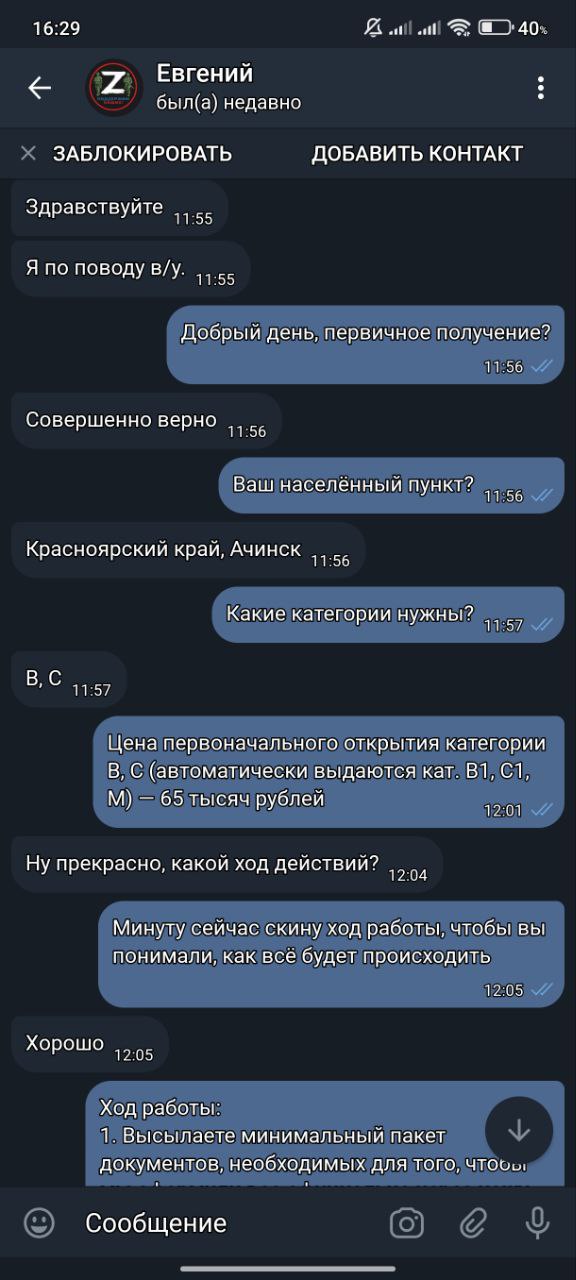 16:29
40%
Z
Евгений
был(а) недавно
ЗАБЛОКИРОВАТЬ
ДОБАВИТЬ КОНТАКТ
Здравствуйте 11:55
Я по поводу в/у. 11:55
Добрый день, первичное получение?
11:56
Совершенно верно 11:56
Ваш населённый пункт? 11:56
Красноярский край, Ачинск 11:56
Какие категории нужны? 11:57
В, С 11:57
Цена первоначального открытия категории
В, С (автоматически выдаются кат. В1, С1,
М) — 65 тысяч рублей
12:01
Ну прекрасно, какой ход действий? 12:04
Минуту сейчас скину ход работы, чтобы вы
понимали, как всё будет происходить
12:05
Хорошо 12:05
Ход работы:
1. Высылаете минимальный пакет
документов, необходимых для того, чтобы
Сообщение